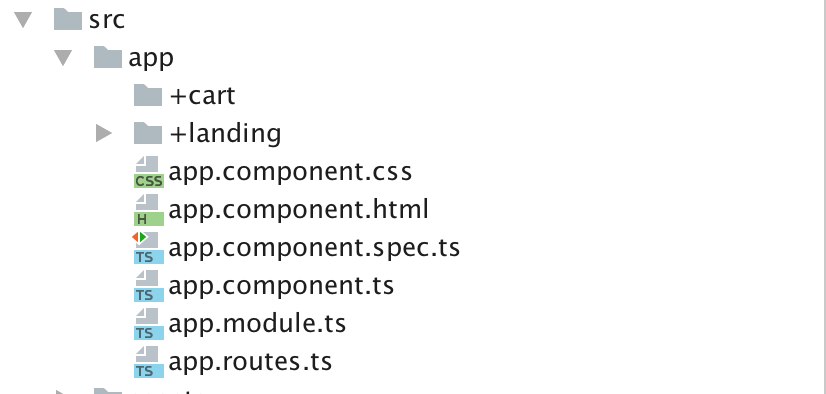 src
app
+cart
+landing
CSS app.component.css
H app.component.html
TS app.component.spec.ts
TS app.component.ts
TS app.module.ts
TS app.routes.ts